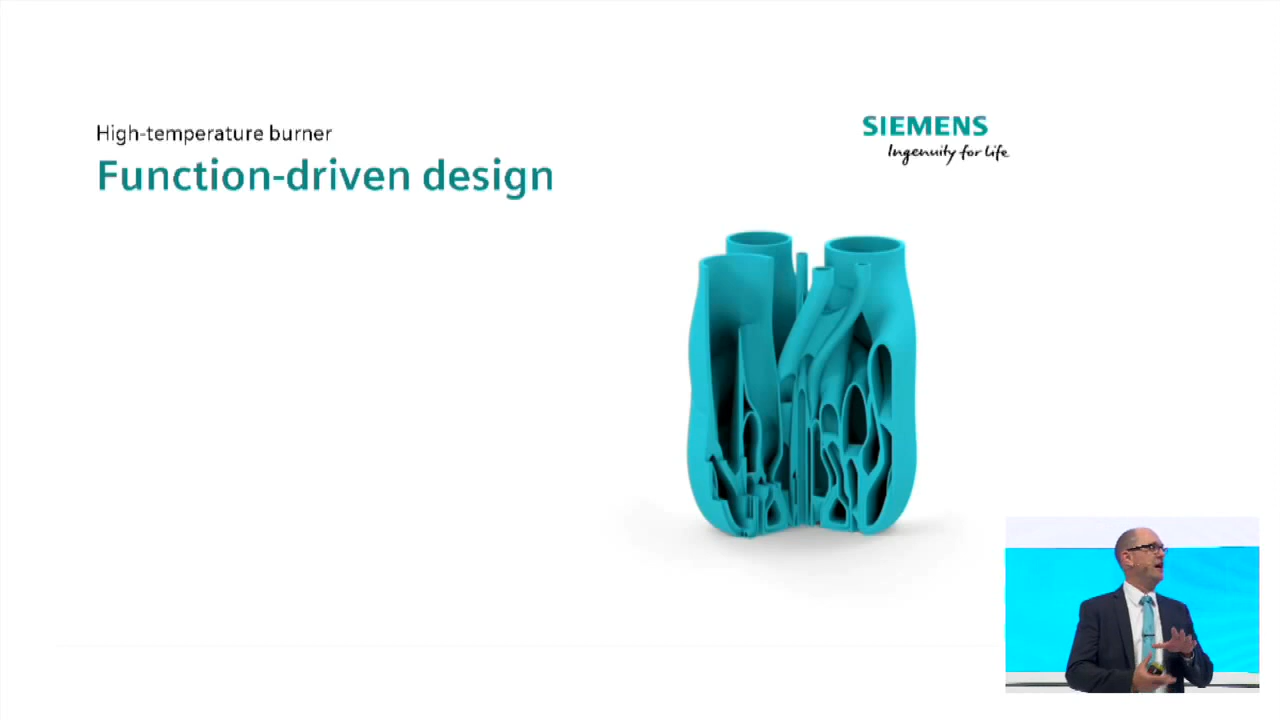 High-temperature burner
Function-driven design
SIEMENS
Ingenuity for life